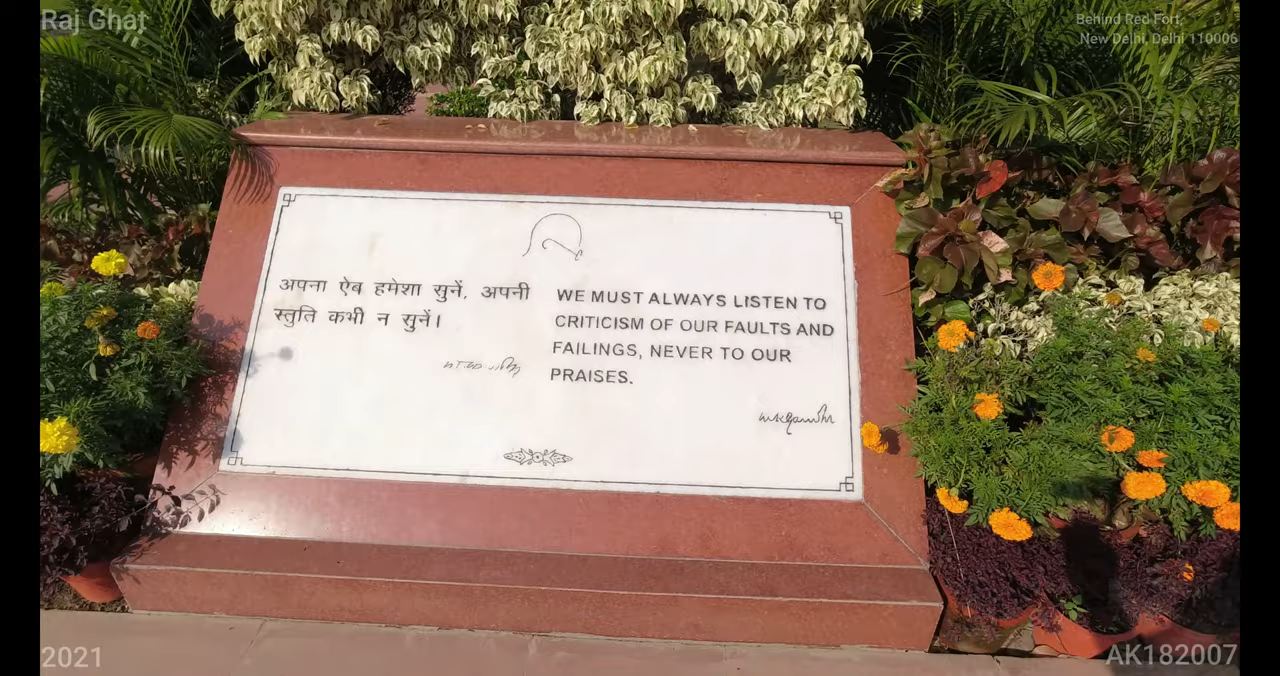 Raj Ghat
Behind Red Fort,
New Delhi, Delhi 110006
अपना ऐब हमेशा सुनें, अपनी
स्तुति कभी न सुनें।
WE MUST ALWAYS LISTEN TO
CRITICISM OF OUR FAULTS AND
FAILINGS, NEVER TO OUR
PRAISES.
mkgandhi
2021
AK182007